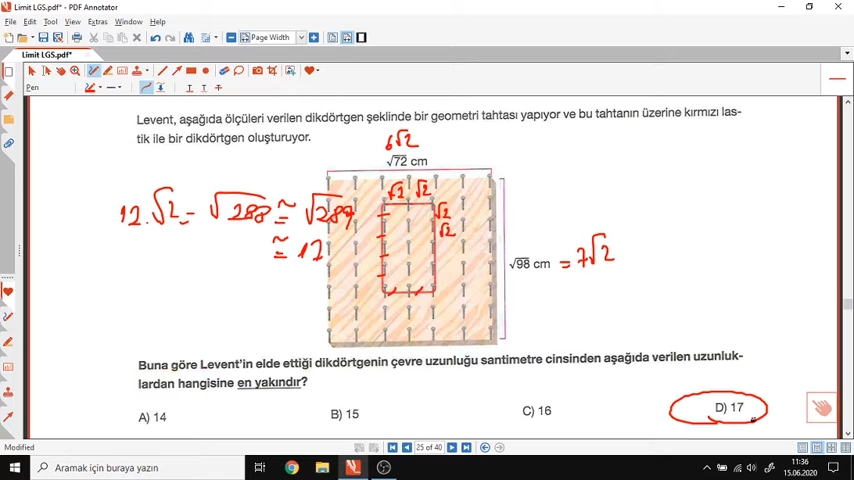 Limit LGS.pdf* - PDF Annotator
File Edit Tool View Extras Window Help
Page Width
Limit LGS.pdf*
Pen
Levent, aşağıda ölçüleri verilen dikdörtgen şeklinde bir geometri tahtası yapıyor ve bu tahtanın üzerine kırmızı las-
tik ile bir dikdörtgen oluşturuyor.
6√2
√72 cm
√2 √2
12.√2 = √288 ≅ √289
√2
√2
≅ 17
√98 cm = 7√2
Buna göre Levent'in elde ettiği dikdörtgenin çevre uzunluğu santimetre cinsinden aşağıda verilen uzunluk-
lardan hangisine en yakındır?
A) 14 B) 15 C) 16 D) 17
Modified
25 of 40
Aramak için buraya yazın
11:36
15.06.2020